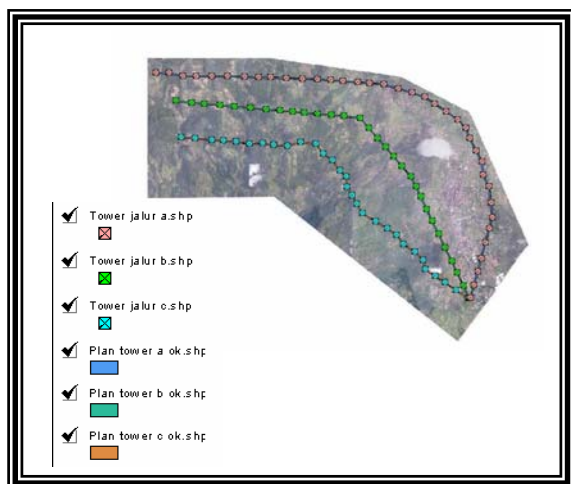 Tower jalur a.shp
Tower jalur b.shp
Tower jalur c.shp
Plan tower a ok.shp
Plan tower b ok.shp
Plan tower c ok.shp